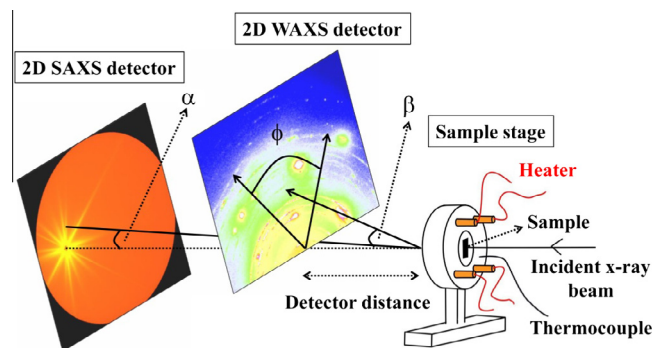 2D WAXS detector
2D SAXS detector
α
β
ϕ
Sample stage
Heater
Sample
Incident x-ray
beam
Detector distance
Thermocouple